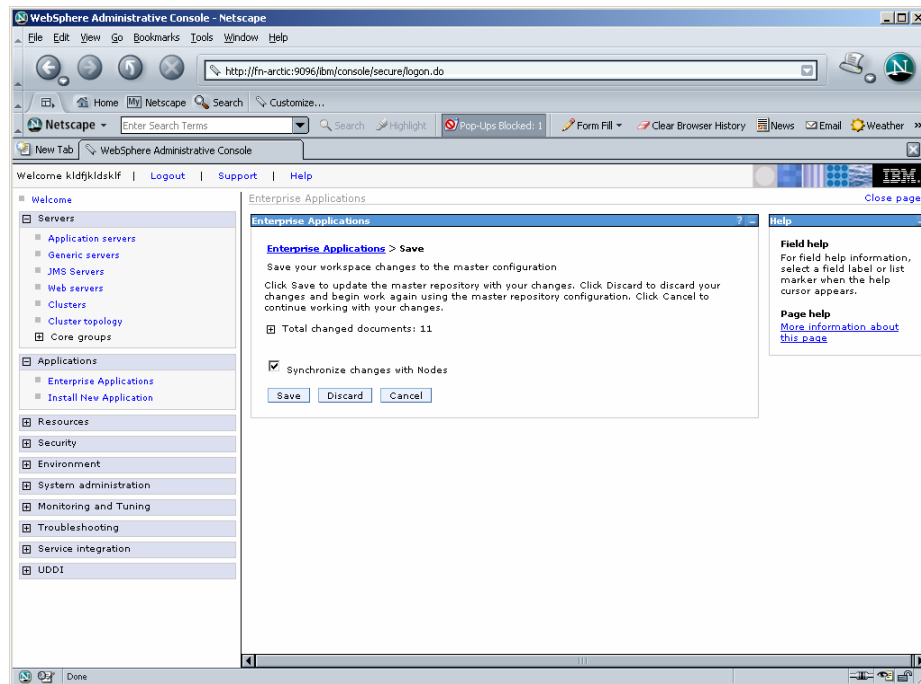 WebSphere Administrative Console - Netscape
File Edit View Go Bookmarks Tools Window Help
http://fn-arctic:9096/ibm/console/secure/logon.do
Home My Netscape Search Customize...
Netscape Enter Search Terms Search Highlight Pop-Ups Blocked: 1 Form Fill Clear Browser History News Email Weather »
New Tab WebSphere Administrative Console
Welcome kldfjkldsklf | Logout | Support | Help IBM.
Welcome
Servers
Application servers
Generic servers
JMS Servers
Web servers
Clusters
Cluster topology
Core groups
Applications
Enterprise Applications
Install New Application
Resources
Security
Environment
System administration
Monitoring and Tuning
Troubleshooting
Service integration
UDDI
Enterprise Applications Close page
Enterprise Applications ? -
Enterprise Applications > Save
Save your workspace changes to the master configuration
Click Save to update the master repository with your changes. Click Discard to discard your
changes and begin work again using the master repository configuration. Click Cancel to
continue working with your changes.
Total changed documents: 11
Synchronize changes with Nodes
Save Discard Cancel
Help
Field help
For field help information,
select a field label or list
marker when the help
cursor appears.
Page help
More information about
this page
Done